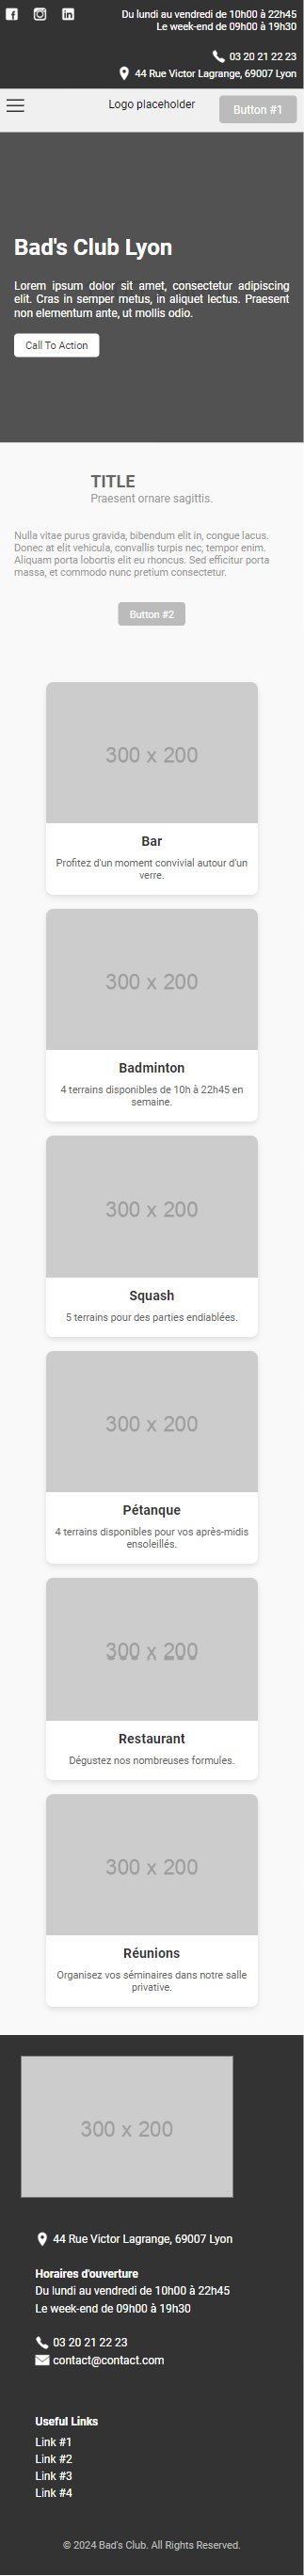 Du lundi au vendredi de 10h00 à 22h45
Le week-end de 09h00 à 19h30
03 20 21 22 23
44 Rue Victor Lagrange, 69007 Lyon
Logo placeholder
Button #1
Bad's Club Lyon
Lorem ipsum dolor sit amet, consectetur adipiscing
elit. Cras in semper metus, in aliquet lectus. Praesent
non elementum ante, ut mollis odio.
Call To Action
TITLE
Praesent ornare sagittis.
Nulla vitae purus gravida, bibendum elit in, congue lacus.
Donec at elit vehicula, convallis turpis nec, tempor enim.
Aliquam porta lobortis elit eu rhoncus. Sed efficitur porta
massa, et commodo nunc pretium consectetur.
Button #2
300 x 200
Bar
Profitez d'un moment convivial autour d'un
verre.
300 x 200
Badminton
4 terrains disponibles de 10h à 22h45 en
semaine.
300 x 200
Squash
5 terrains pour des parties endiablées.
300 x 200
Pétanque
4 terrains disponibles pour vos après-midis
ensoleillés.
300 x 200
Restaurant
Dégustez nos nombreuses formules.
300 x 200
Réunions
Organisez vos séminaires dans notre salle
privative.
300 x 200
44 Rue Victor Lagrange, 69007 Lyon
Horaires d'ouverture
Du lundi au vendredi de 10h00 à 22h45
Le week-end de 09h00 à 19h30
03 20 21 22 23
contact@contact.com
Useful Links
Link #1
Link #2
Link #3
Link #4
© 2024 Bad's Club. All Rights Reserved.